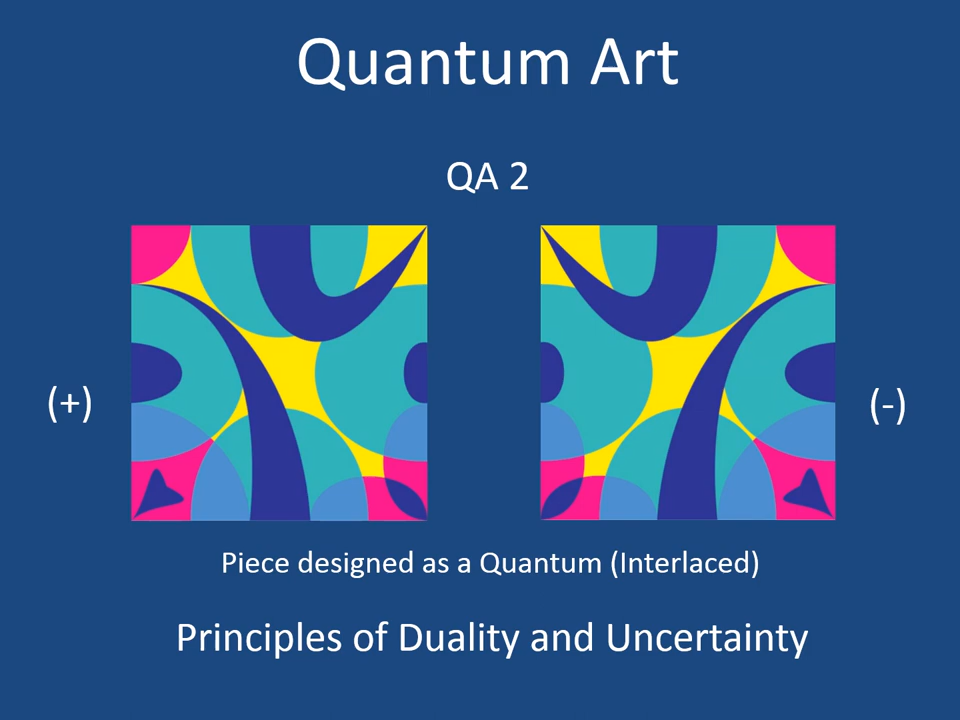 Quantum Art
QA 2
(+)
(-)
Piece designed as a Quantum (Interlaced)
Principles of Duality and Uncertainty